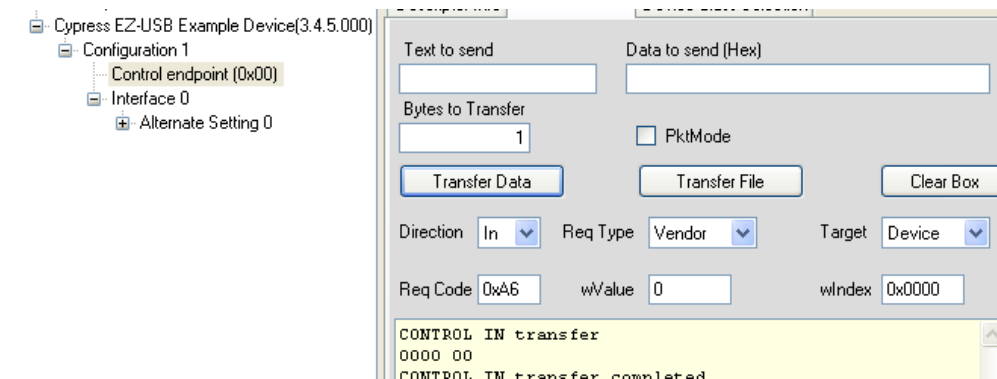 Cypress EZ-USB Example Device(3.4.5.000)
Configuration 1
Control endpoint (0x00)
Interface 0
Alternate Setting 0
Text to send
Data to send (Hex)
Bytes to Transfer
1
PktMode
Transfer Data
Transfer File
Clear Box
Direction In Req Type Vendor Target Device
Req Code 0xA6 wValue 0 wIndex 0x0000
CONTROL IN transfer
0000 00
CONTROL IN transfer completed